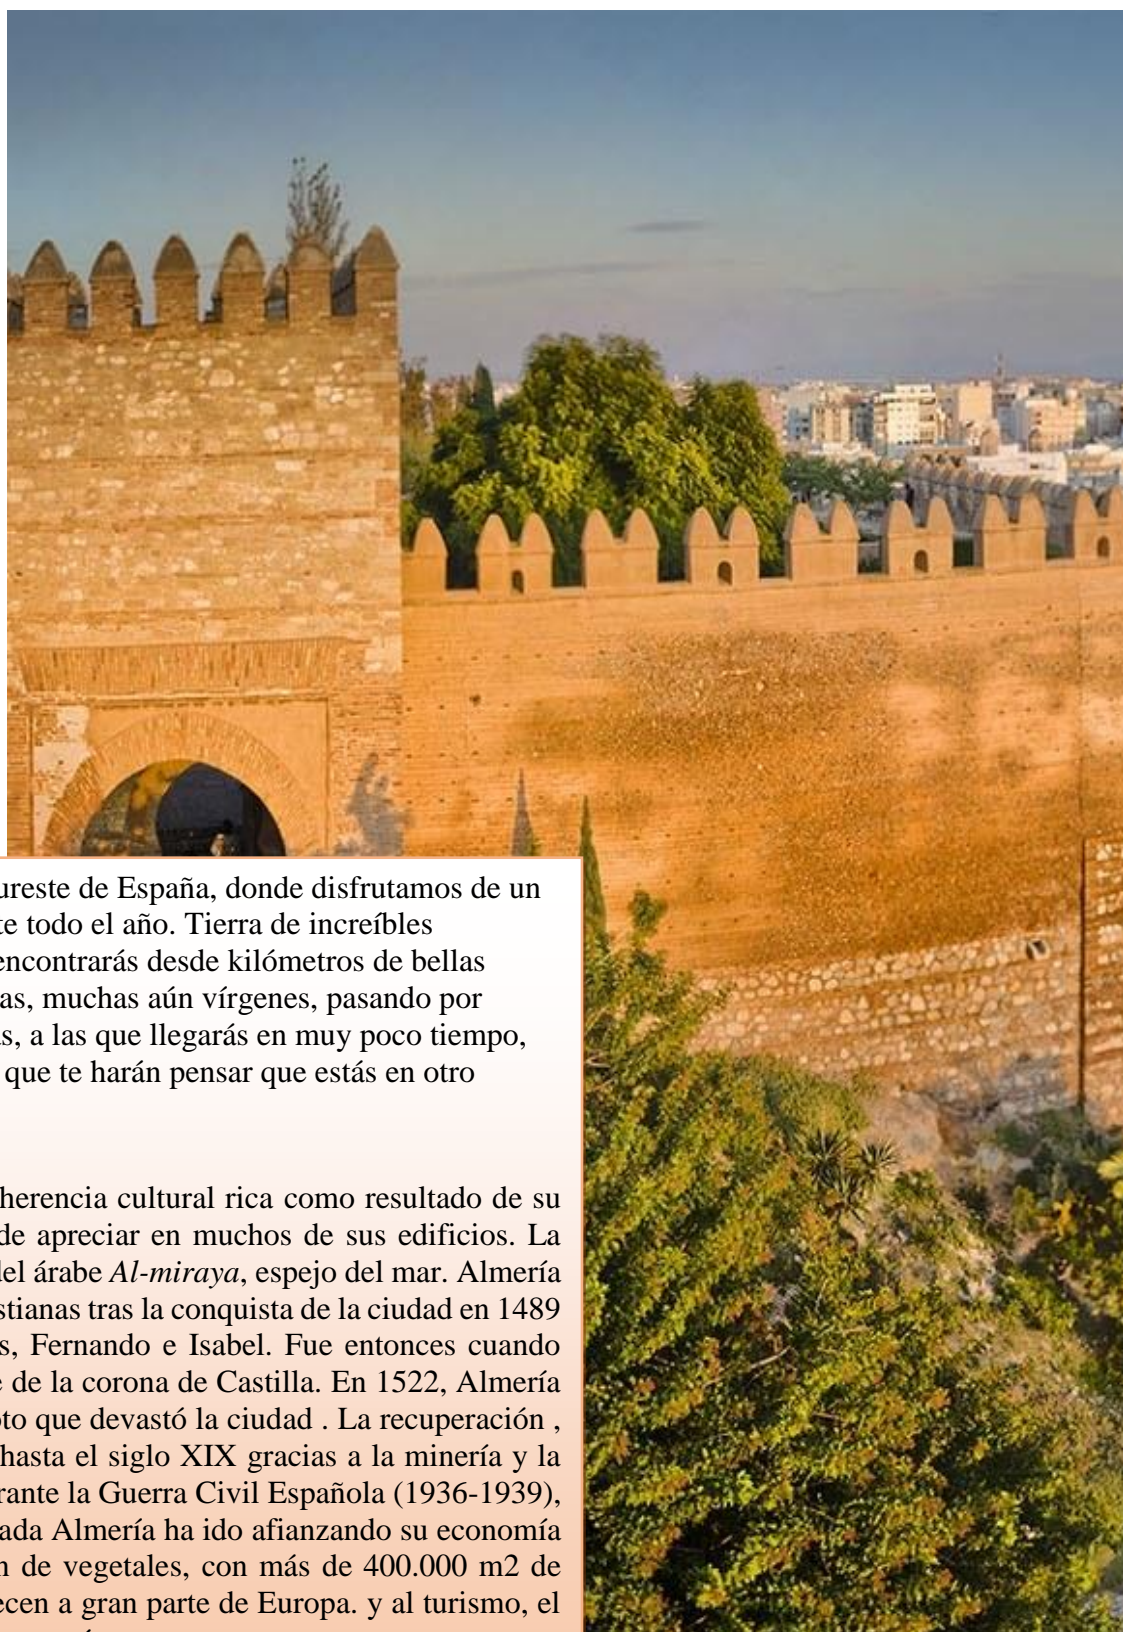 ureste de España, donde disfrutamos de un
te todo el año. Tierra de increíbles
encontrarás desde kilómetros de bellas
as, muchas aún vírgenes, pasando por
s, a las que llegarás en muy poco tiempo,
que te harán pensar que estás en otro
herencia cultural rica como resultado de su
de apreciar en muchos de sus edificios. La
del árabe Al-miraya, espejo del mar. Almería
stianas tras la conquista de la ciudad en 1489
s, Fernando e Isabel. Fue entonces cuando
e de la corona de Castilla. En 1522, Almería
oto que devastó la ciudad . La recuperación ,
hasta el siglo XIX gracias a la minería y la
rante la Guerra Civil Española (1936-1939),
ada Almería ha ido afianzando su economía
n de vegetales, con más de 400.000 m2 de
ecen a gran parte de Europa. y al turismo, el